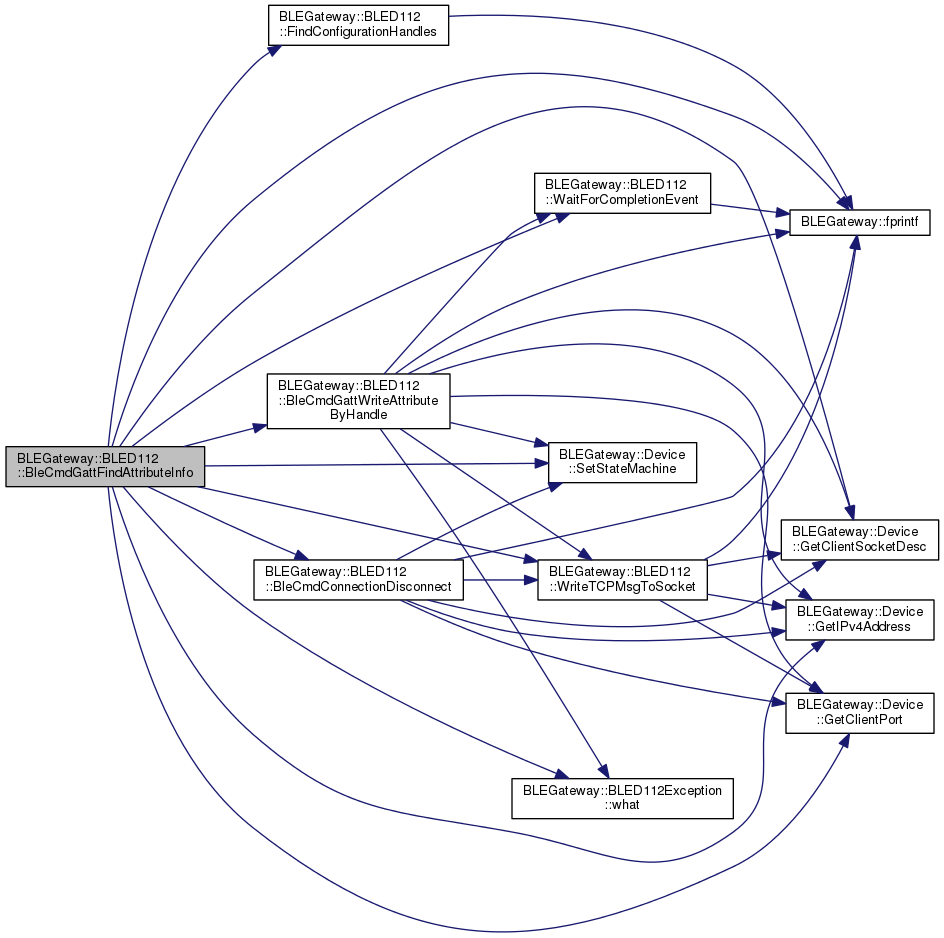 BLEGateway::BLED112
::FindConfigurationHandles
BLEGateway::BLED112
::WaitForCompletionEvent
BLEGateway::fprintf
BLEGateway::BLED112
::BleCmdGattWriteAttribute
ByHandle
BLEGateway::BLED112
::BleCmdGattFindAttributeInfo
BLEGateway::Device
::SetStateMachine
BLEGateway::Device
::GetClientSocketDesc
BLEGateway::BLED112
::BleCmdConnectionDisconnect
BLEGateway::BLED112
::WriteTCPMsgToSocket
BLEGateway::Device
::GetIPv4Address
BLEGateway::Device
::GetClientPort
BLEGateway::BLED112Exception
::what